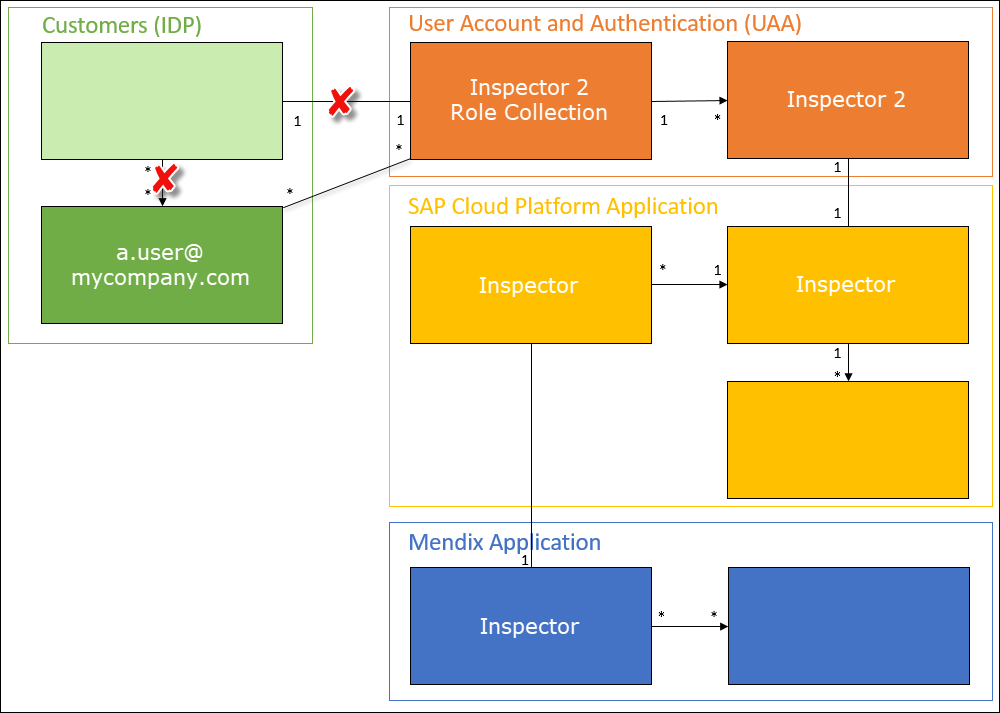 Customers (IDP)
1
*
*
*
a.user@
mycompany.com
User Account and Authentication (UAA)
Inspector 2
Role Collection
1
*
1
*
Inspector 2
1
SAP Cloud Platform Application
1
Inspector
*
1
Inspector
1
*
Mendix Application
1
Inspector
*
*